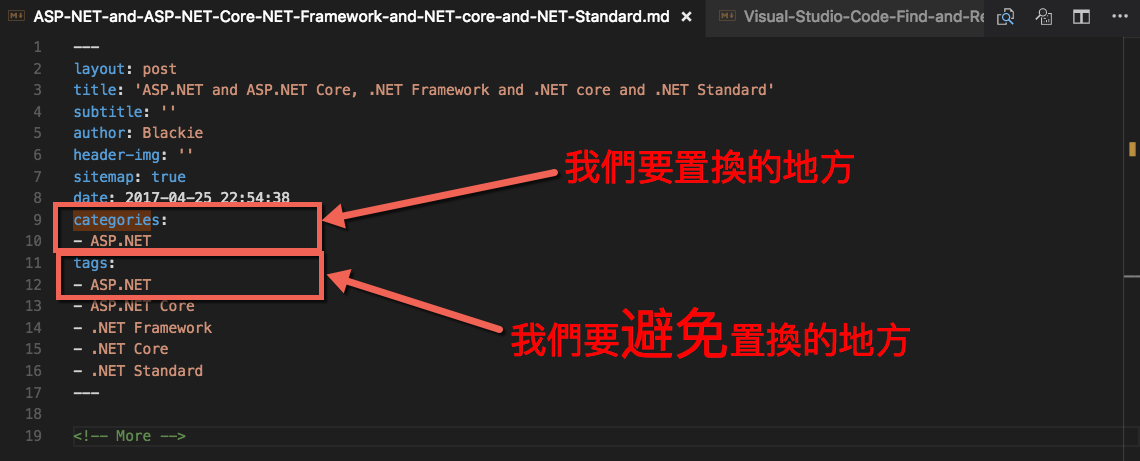 ASP-NET-and-ASP-NET-Core-NET-Framework-and-NET-core-and-NET-Standard.md
Visual-Studio-Code-Find-and-Re
1 ---
2 layout: post
3 title: 'ASP.NET and ASP.NET Core, .NET Framework and .NET core and .NET Standard'
4 subtitle: ''
5 author: Blackie
6 header-img: ''
7 sitemap: true
8 date: 2017-04-25 22:54:38
9 categories:
10 - ASP.NET
11 tags:
12 - ASP.NET
13 - ASP.NET Core
14 - .NET Framework
15 - .NET Core
16 - .NET Standard
17 ---
18
19 <!-- More -->
我們要置換的地方
我們要避免置換的地方